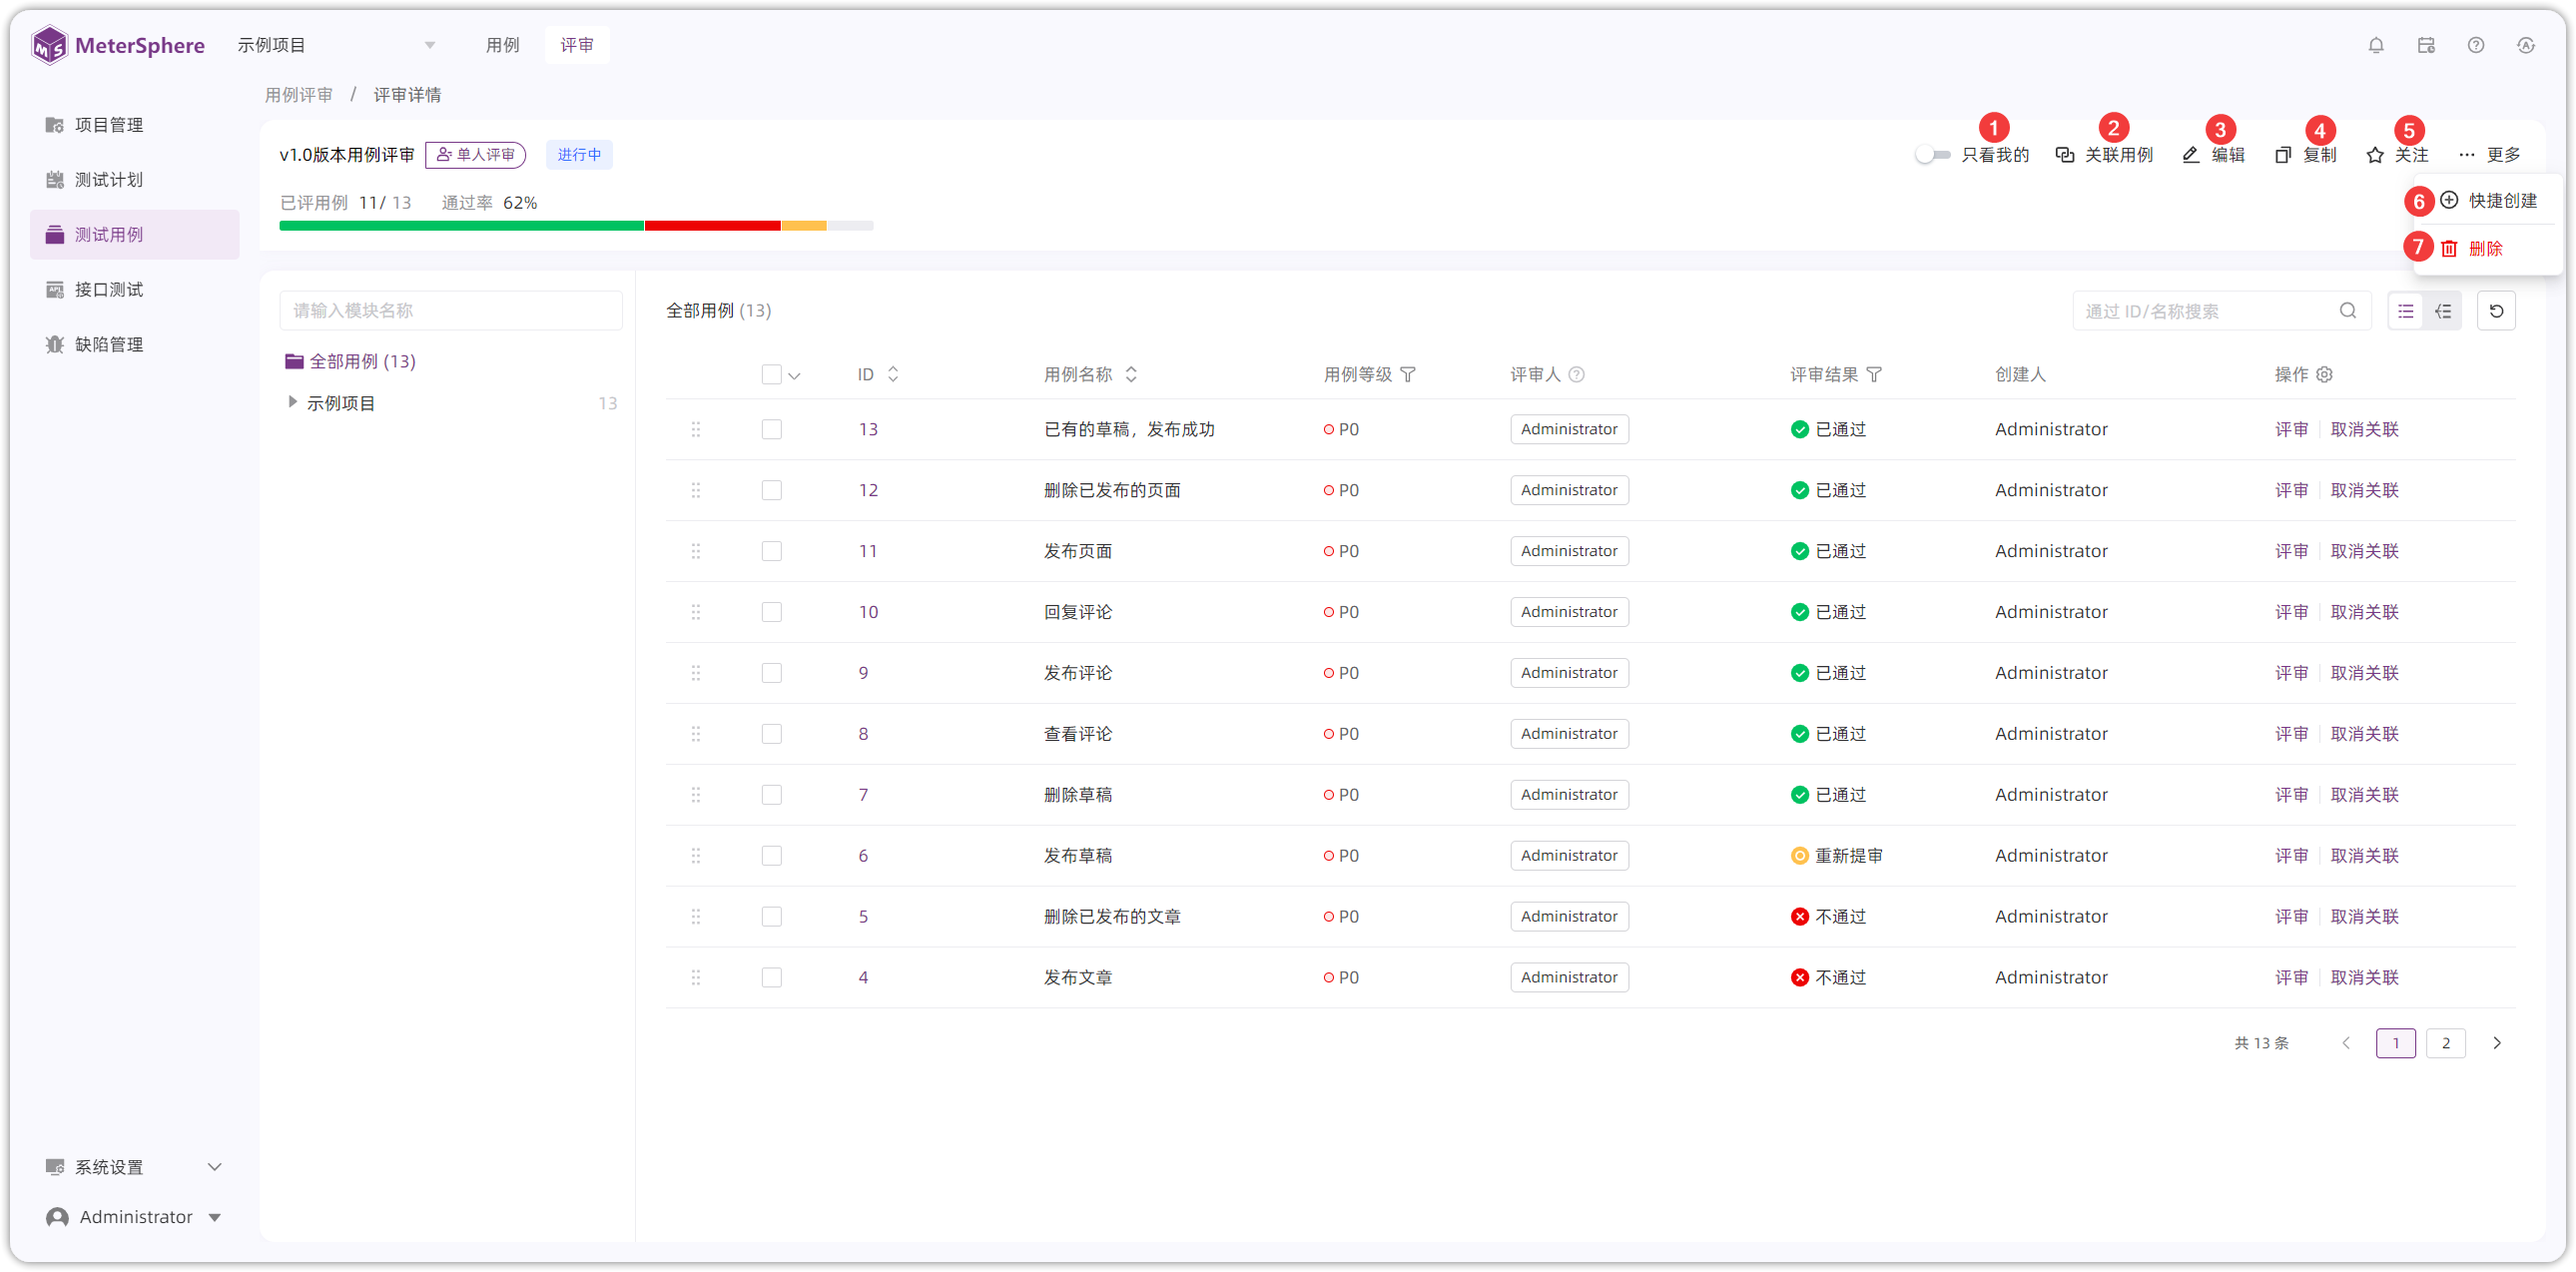 MeterSphere 示例项目 用例 评审
用例评审 / 评审详情
项目管理
测试计划
测试用例
接口测试
缺陷管理
系统设置
Administrator
v1.0版本用例评审 单人评审 进行中
1 2 3 4 5
只看我的 关联用例 编辑 复制 关注 更多
6 快捷创建
7 删除
已评用例 11/ 13 通过率 62%
请输入模块名称
全部用例 (13)
示例项目 13
全部用例 (13) 通过 ID/名称搜索
ID 用例名称 用例等级 评审人 评审结果 创建人 操作
13 已有的草稿，发布成功 P0 Administrator 已通过 Administrator 评审 取消关联
12 删除已发布的页面 P0 Administrator 已通过 Administrator 评审 取消关联
11 发布页面 P0 Administrator 已通过 Administrator 评审 取消关联
10 回复评论 P0 Administrator 已通过 Administrator 评审 取消关联
9 发布评论 P0 Administrator 已通过 Administrator 评审 取消关联
8 查看评论 P0 Administrator 已通过 Administrator 评审 取消关联
7 删除草稿 P0 Administrator 已通过 Administrator 评审 取消关联
6 发布草稿 P0 Administrator 重新提审 Administrator 评审 取消关联
5 删除已发布的文章 P0 Administrator 不通过 Administrator 评审 取消关联
4 发布文章 P0 Administrator 不通过 Administrator 评审 取消关联
共 13 条 1 2